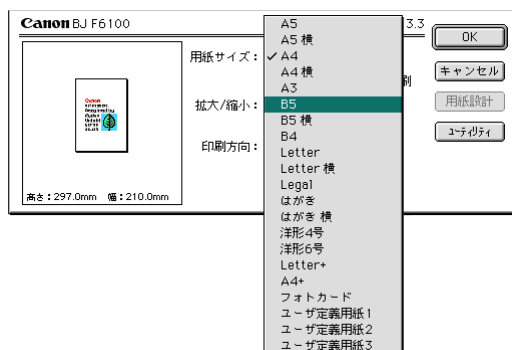 Canon BJ F6100
3.3
用紙サイズ：
拡大/縮小：
印刷方向：
高さ：297.0mm 幅：210.0mm
A5
A5 横
✓A4
A4 横
A3
B5
B5 横
B4
Letter
Letter 横
Legal
はがき
はがき 横
洋形4号
洋形6号
Letter+
A4+
フォトカード
ユーザ定義用紙1
ユーザ定義用紙2
ユーザ定義用紙3
OK
キャンセル
用紙設計
ユーティリティ